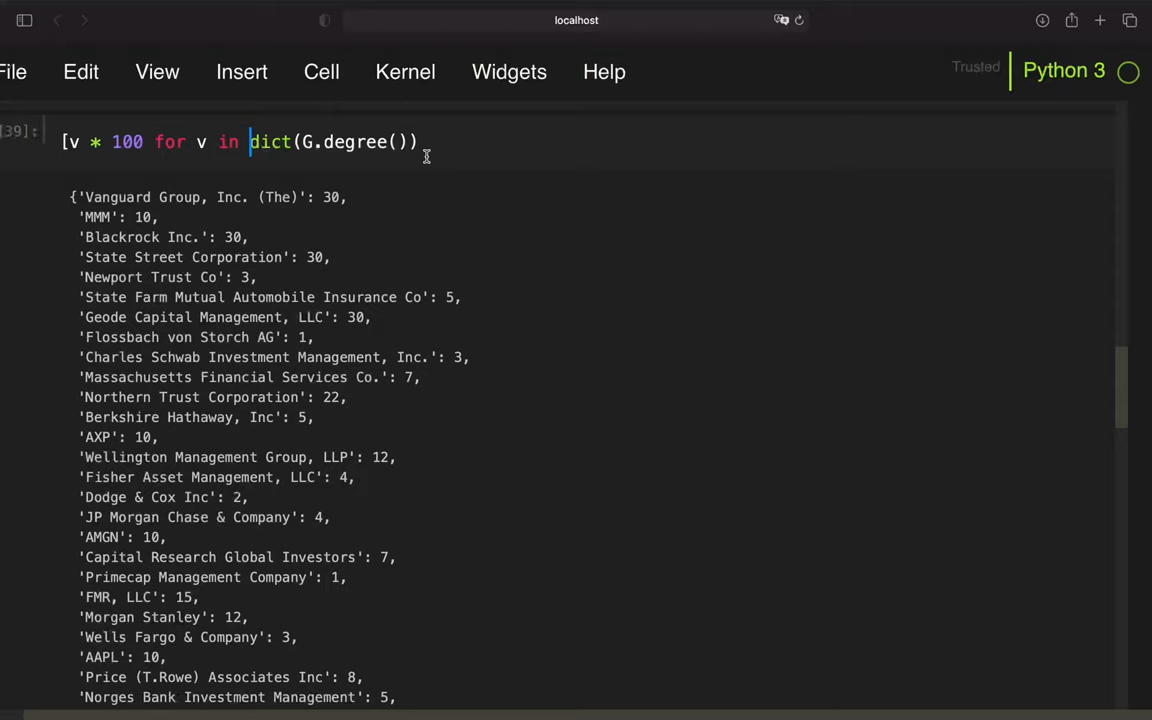 localhost
File Edit View Insert Cell Kernel Widgets Help Trusted Python 3
[39]: [v * 100 for v in dict(G.degree())
{'Vanguard Group, Inc. (The)': 30,
'MMM': 10,
'Blackrock Inc.': 30,
'State Street Corporation': 30,
'Newport Trust Co': 3,
'State Farm Mutual Automobile Insurance Co': 5,
'Geode Capital Management, LLC': 30,
'Flossbach von Storch AG': 1,
'Charles Schwab Investment Management, Inc.': 3,
'Massachusetts Financial Services Co.': 7,
'Northern Trust Corporation': 22,
'Berkshire Hathaway, Inc': 5,
'AXP': 10,
'Wellington Management Group, LLP': 12,
'Fisher Asset Management, LLC': 4,
'Dodge & Cox Inc': 2,
'JP Morgan Chase & Company': 4,
'AMGN': 10,
'Capital Research Global Investors': 7,
'Primecap Management Company': 1,
'FMR, LLC': 15,
'Morgan Stanley': 12,
'Wells Fargo & Company': 3,
'AAPL': 10,
'Price (T.Rowe) Associates Inc': 8,
'Norges Bank Investment Management': 5,